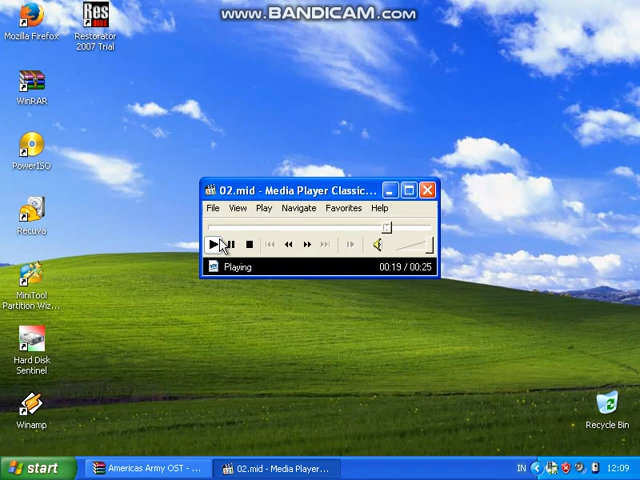 www.BANDICAM.com
Mozilla Firefox
Res
Restorator
2007 Trial
WinRAR
PowerISO
Recuva
MiniTool
Partition Wiz...
Hard Disk
Sentinel
Winamp
02.mid - Media Player Classic...
File View Play Navigate Favorites Help
Playing 00:19 / 00:25
Recycle Bin
start
Americas Army OST - ...
02.mid - Media Player...
IN
12:09